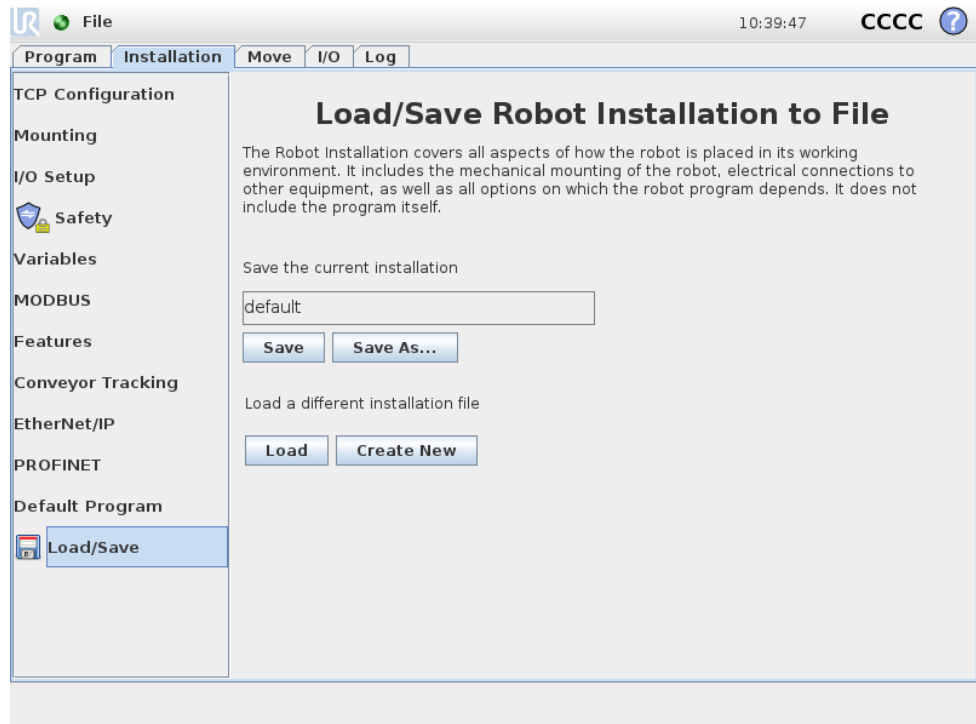 UR File 10:39:47 CCCC ?
Program Installation Move I/O Log
TCP Configuration
Mounting
I/O Setup
Safety
Variables
MODBUS
Features
Conveyor Tracking
EtherNet/IP
PROFINET
Default Program
Load/Save
Load/Save Robot Installation to File
The Robot Installation covers all aspects of how the robot is placed in its working
environment. It includes the mechanical mounting of the robot, electrical connections to
other equipment, as well as all options on which the robot program depends. It does not
include the program itself.
Save the current installation
default
Save Save As...
Load a different installation file
Load Create New